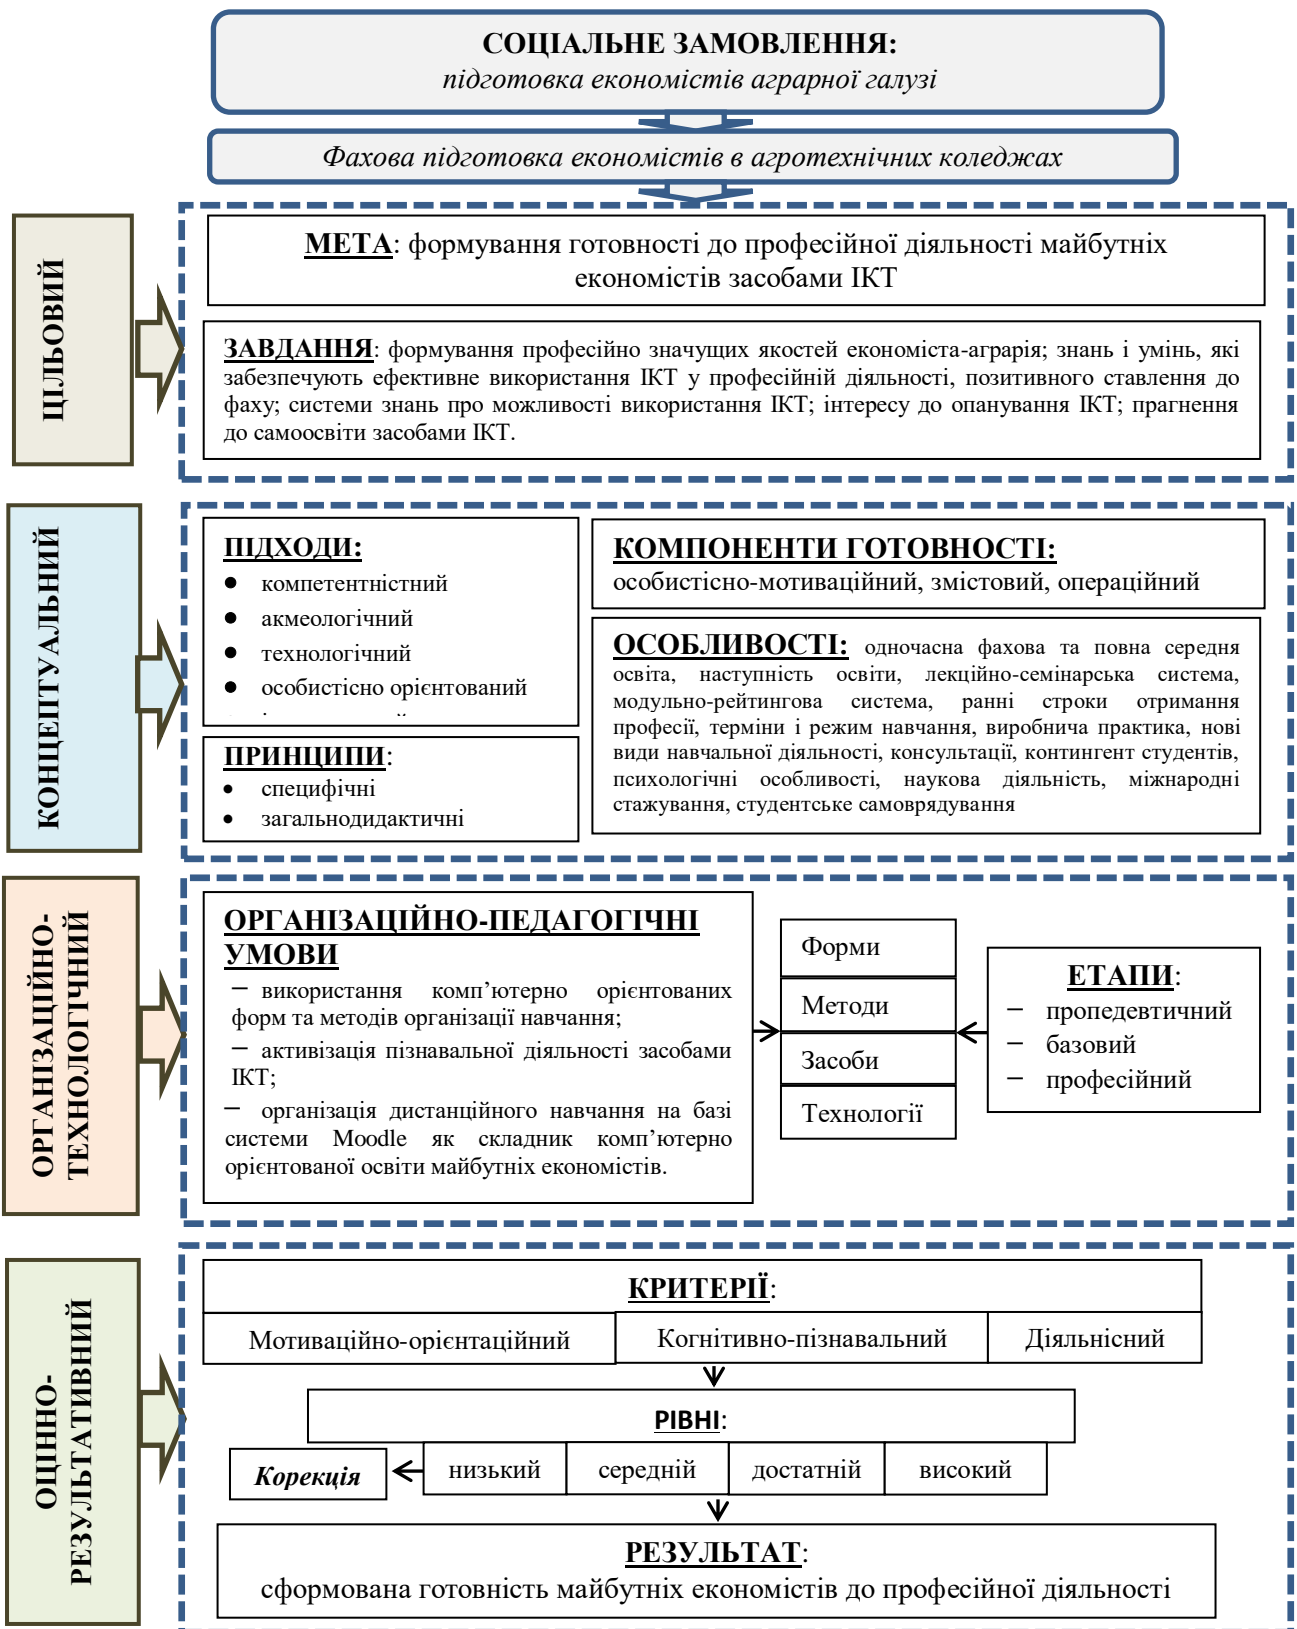 СОЦІАЛЬНЕ ЗАМОВЛЕННЯ:
підготовка економістів аграрної галузі
Фахова підготовка економістів в агротехнічних коледжах
ЦІЛЬОВИЙ
МЕТА: формування готовності до професійної діяльності майбутніх
економістів засобами ІКТ
ЗАВДАННЯ: формування професійно значущих якостей економіста-аграрія; знань і умінь, які
забезпечують ефективне використання ІКТ у професійній діяльності, позитивного ставлення до
фаху; системи знань про можливості використання ІКТ; інтересу до опанування ІКТ; прагнення
до самоосвіти засобами ІКТ.
КОНЦЕПТУАЛЬНИЙ
ПІДХОДИ:
● компетентністний
● акмеологічний
● технологічний
● особистісно орієнтований
ПРИНЦИПИ:
• специфічні
• загальнодидактичні
КОМПОНЕНТИ ГОТОВНОСТІ:
особистісно-мотиваційний, змістовий, операційний
ОСОБЛИВОСТІ: одночасна фахова та повна середня
освіта, наступність освіти, лекційно-семінарська система,
модульно-рейтингова система, ранні строки отримання
професії, терміни і режим навчання, виробнича практика, нові
види навчальної діяльності, консультації, контингент студентів,
психологічні особливості, наукова діяльність, міжнародні
стажування, студентське самоврядування
ОРГАНІЗАЦІЙНО-
ТЕХНОЛОГІЧНИЙ
ОРГАНІЗАЦІЙНО-ПЕДАГОГІЧНІ
УМОВИ
– використання комп’ютерно орієнтованих
форм та методів організації навчання;
– активізація пізнавальної діяльності засобами
ІКТ;
– організація дистанційного навчання на базі
системи Moodle як складник комп’ютерно
орієнтованої освіти майбутніх економістів.
Форми
Методи
Засоби
Технології
ЕТАПИ:
– пропедевтичний
– базовий
– професійний
ОЦІННО-
РЕЗУЛЬТАТИВНИЙ
КРИТЕРІЇ:
Мотиваційно-орієнтаційний Когнітивно-пізнавальний Діяльнісний
РІВНІ:
Корекція низький середній достатній високий
РЕЗУЛЬТАТ:
сформована готовність майбутніх економістів до професійної діяльності